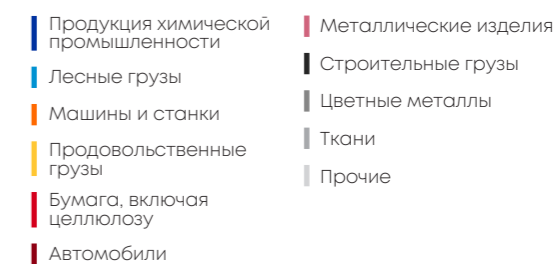 Продукция химической
промышленности
Лесные грузы
Машины и станки
Продовольственные
грузы
Бумага, включая
целлюлозу
Автомобили
Металлические изделия
Строительные грузы
Цветные металлы
Ткани
Прочие